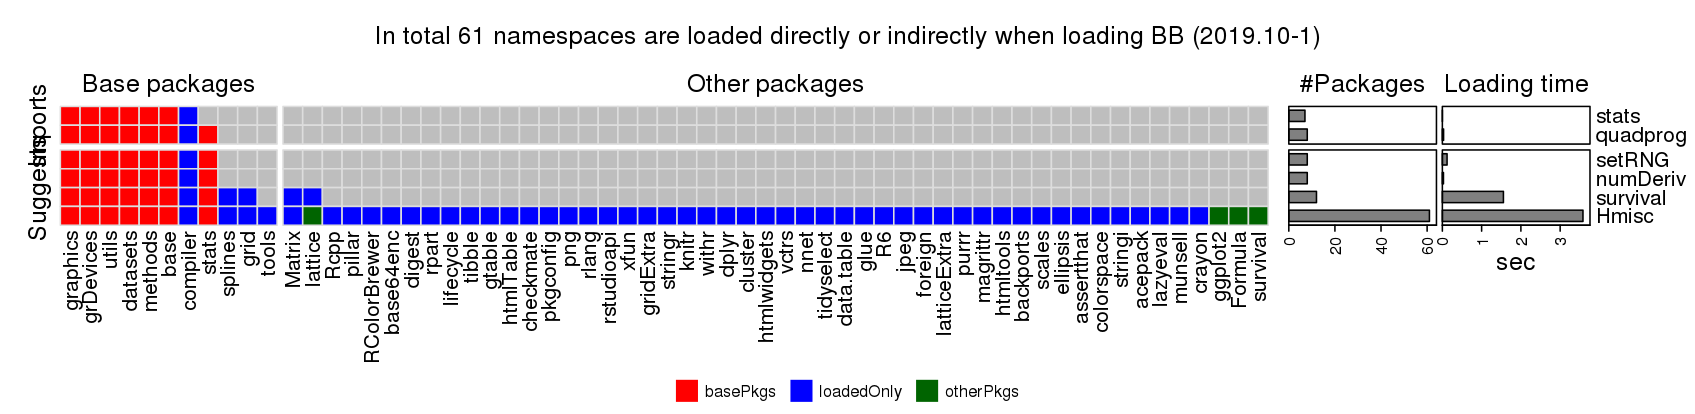 In total 61 namespaces are loaded directly or indirectly when loading BB (2019.10-1)
Base packages
Other packages
#Packages
Loading time
Imports
Suggests
stats
quadprog
setRNG
numDeriv
survival
Hmisc
graphics
grDevices
utils
datasets
methods
base
compiler
stats
splines
grid
tools
Matrix
lattice
Rcpp
pillar
RColorBrewer
base64enc
digest
rpart
lifecycle
tibble
gtable
htmlTable
checkmate
pkgconfig
png
rlang
rstudioapi
xfun
gridExtra
stringr
knitr
withr
dplyr
cluster
htmlwidgets
vctrs
nnet
tidyselect
data.table
glue
R6
jpeg
foreign
latticeExtra
purrr
magrittr
htmltools
backports
scales
ellipsis
assertthat
colorspace
stringi
acepack
lazyeval
munsell
crayon
ggplot2
Formula
survival
0 20 40 60
0 1 2 3
sec
basePkgs loadedOnly otherPkgs